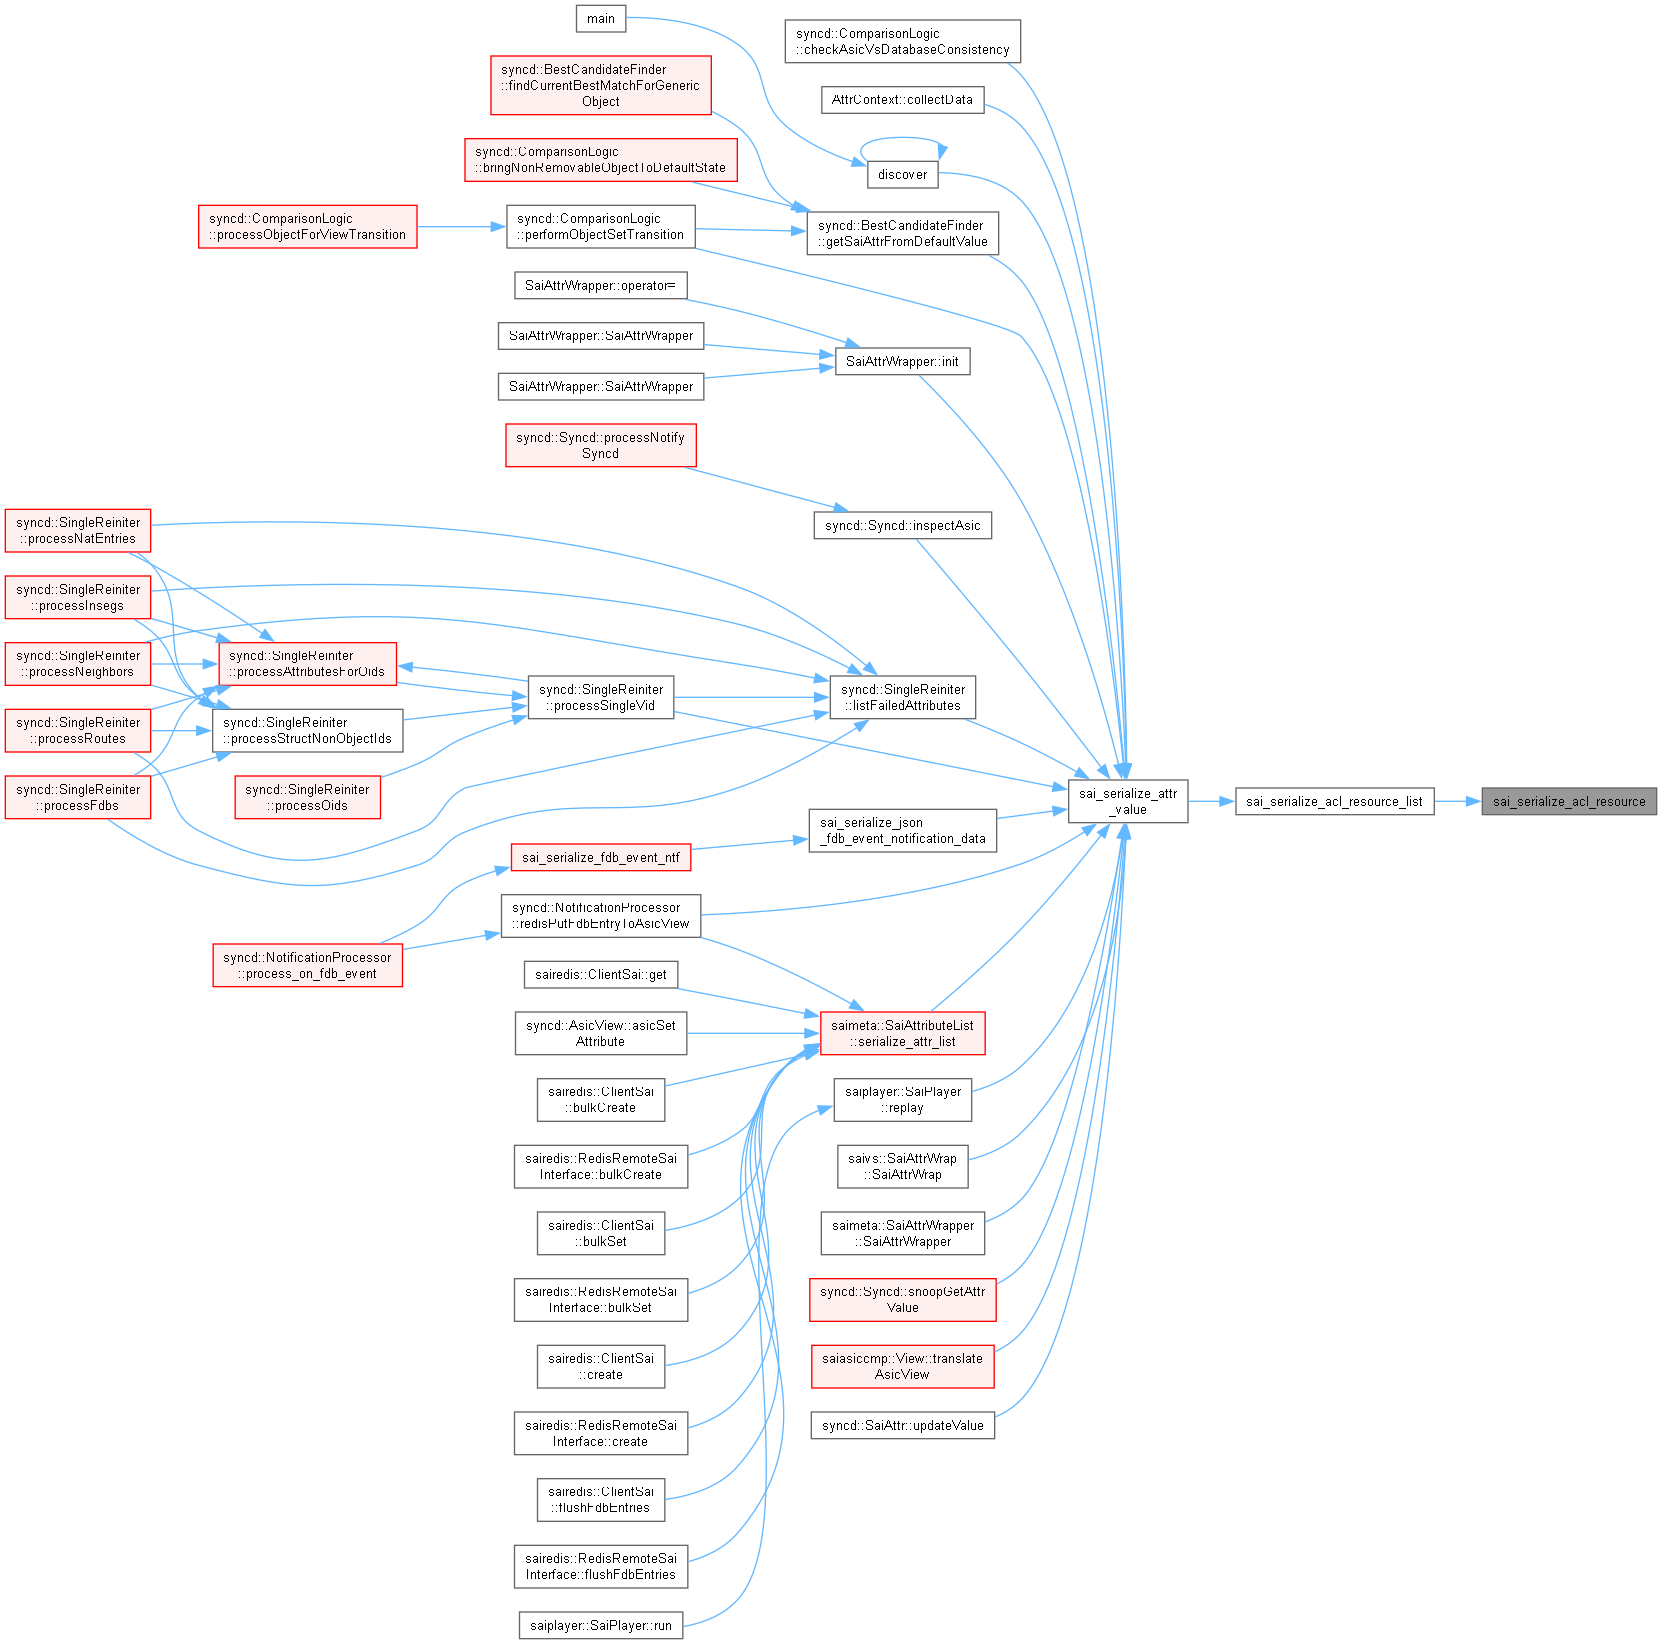 main
syncd::ComparisonLogic
::checkAsicVsDatabaseConsistency
syncd::BestCandidateFinder
::findCurrentBestMatchForGeneric
Object
AttrContext::collectData
syncd::ComparisonLogic
::bringNonRemovableObjectToDefaultState
discover
syncd::ComparisonLogic
::processObjectForViewTransition
syncd::ComparisonLogic
::performObjectSetTransition
syncd::BestCandidateFinder
::getSaiAttrFromDefaultValue
SaiAttrWrapper::operator=
SaiAttrWrapper::SaiAttrWrapper
SaiAttrWrapper::init
SaiAttrWrapper::SaiAttrWrapper
syncd::Syncd::processNotify
Syncd
syncd::Syncd::inspectAsic
syncd::SingleReiniter
::processNatEntries
syncd::SingleReiniter
::processInsegs
syncd::SingleReiniter
::processNeighbors
syncd::SingleReiniter
::processAttributesForOids
syncd::SingleReiniter
::processSingleVid
syncd::SingleReiniter
::listFailedAttributes
syncd::SingleReiniter
::processRoutes
syncd::SingleReiniter
::processStructNonObjectIds
syncd::SingleReiniter
::processFdbs
syncd::SingleReiniter
::processOids
sai_serialize_attr
_value
sai_serialize_acl_resource_list
sai_serialize_acl_resource
sai_serialize_json
_fdb_event_notification_data
sai_serialize_fdb_event_ntf
syncd::NotificationProcessor
::redisPutFdbEntryToAsicView
syncd::NotificationProcessor
::process_on_fdb_event
sairedis::ClientSai::get
syncd::AsicView::asicSet
Attribute
saimeta::SaiAttributeList
::serialize_attr_list
sairedis::ClientSai
::bulkCreate
saiplayer::SaiPlayer
::replay
sairedis::RedisRemoteSai
Interface::bulkCreate
saivs::SaiAttrWrap
::SaiAttrWrap
sairedis::ClientSai
::bulkSet
saimeta::SaiAttrWrapper
::SaiAttrWrapper
sairedis::RedisRemoteSai
Interface::bulkSet
syncd::Syncd::snoopGetAttr
Value
sairedis::ClientSai
::create
saiasiccmp::View::translate
AsicView
sairedis::RedisRemoteSai
Interface::create
syncd::SaiAttr::updateValue
sairedis::ClientSai
::flushFdbEntries
sairedis::RedisRemoteSai
Interface::flushFdbEntries
saiplayer::SaiPlayer::run